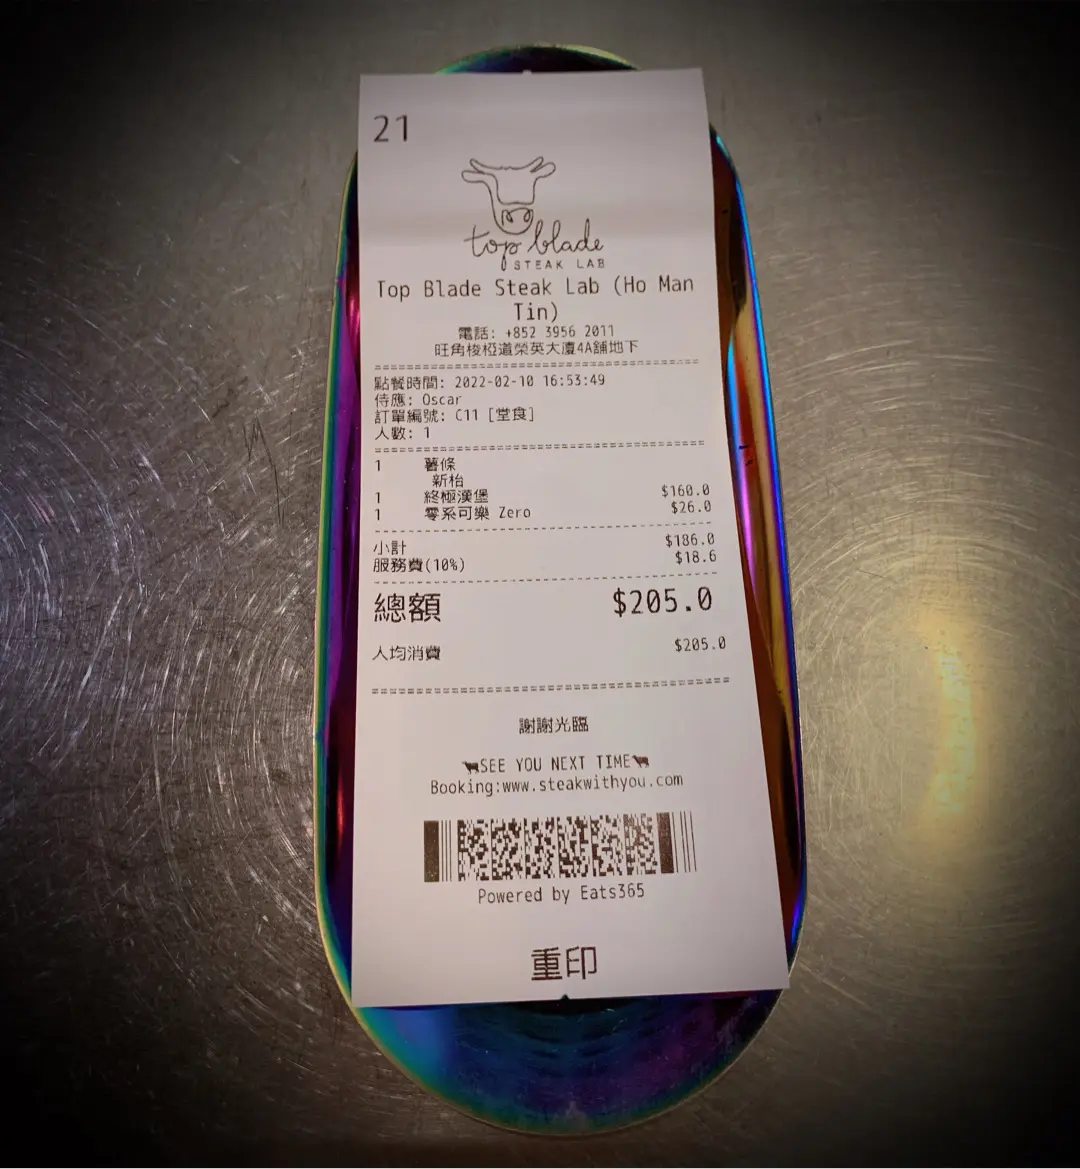 21
top blade
STEAK LAB
Top Blade Steak Lab (Ho Man
Tin)
電話: +852 3956 2011
旺角梭椏道榮英大廈4A舖地下
點餐時間: 2022-02-10 16:53:49
侍應: Oscar
訂單編號: C11 [堂食]
人數: 1
1 薯條
新枱
1 終極漢堡 $160.0
1 零系可樂 Zero $26.0
小計 $186.0
服務費(10%) $18.6
總額 $205.0
人均消費 $205.0
謝謝光臨
SEE YOU NEXT TIME
Booking:www.steakwithyou.com
Powered by Eats365
重印